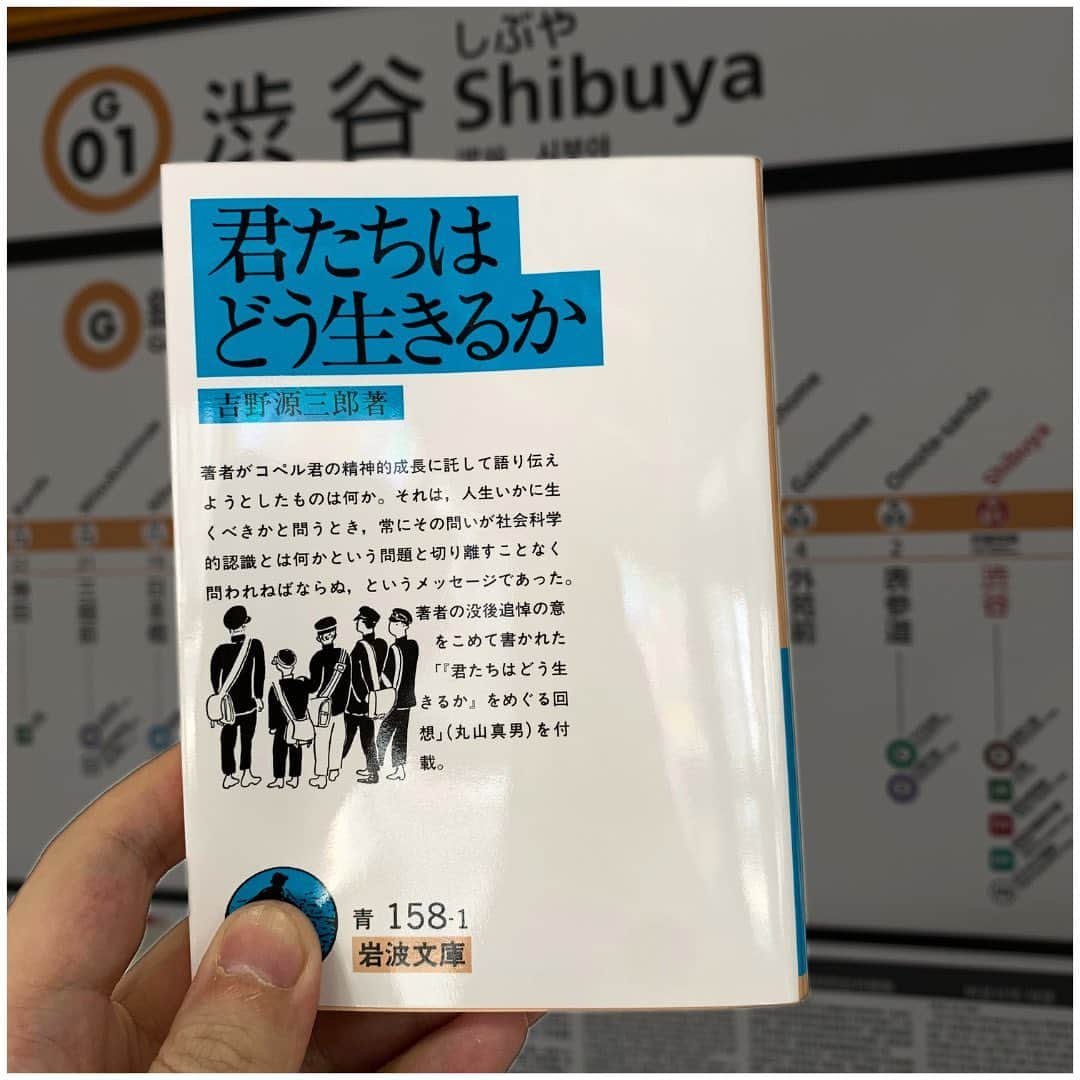 G
01
渋谷
しぶや
Shibuya
시부야
君たちは
どう生きるか
吉野源三郎著
著者がコペル君の精神的成長に託して語り伝え
ようとしたものは何か。それは，人生いかに生
くべきかと問うとき，常にその問いが社会科学
的認識とは何かという問題と切り離すことなく
問われねばならぬ，というメッセージであった。
著者の没後追悼の意
をこめて書かれた
「『君たちはどう生
きるか』をめぐる回
想」（丸山真男）を付
載。
青 158-1
岩波文庫
G
Gaiemmae
Omote-sando
Shibuya
4
外苑前
2
表参道
渋谷